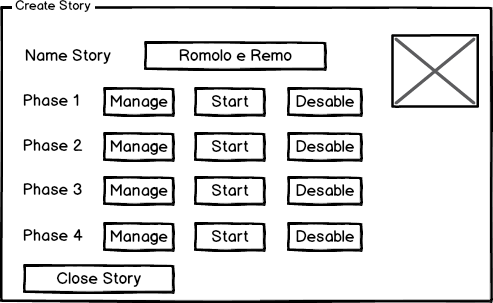 Create Story
Name Story Romolo e Remo
Phase 1 Manage Start Desable
Phase 2 Manage Start Desable
Phase 3 Manage Start Desable
Phase 4 Manage Start Desable
Close Story